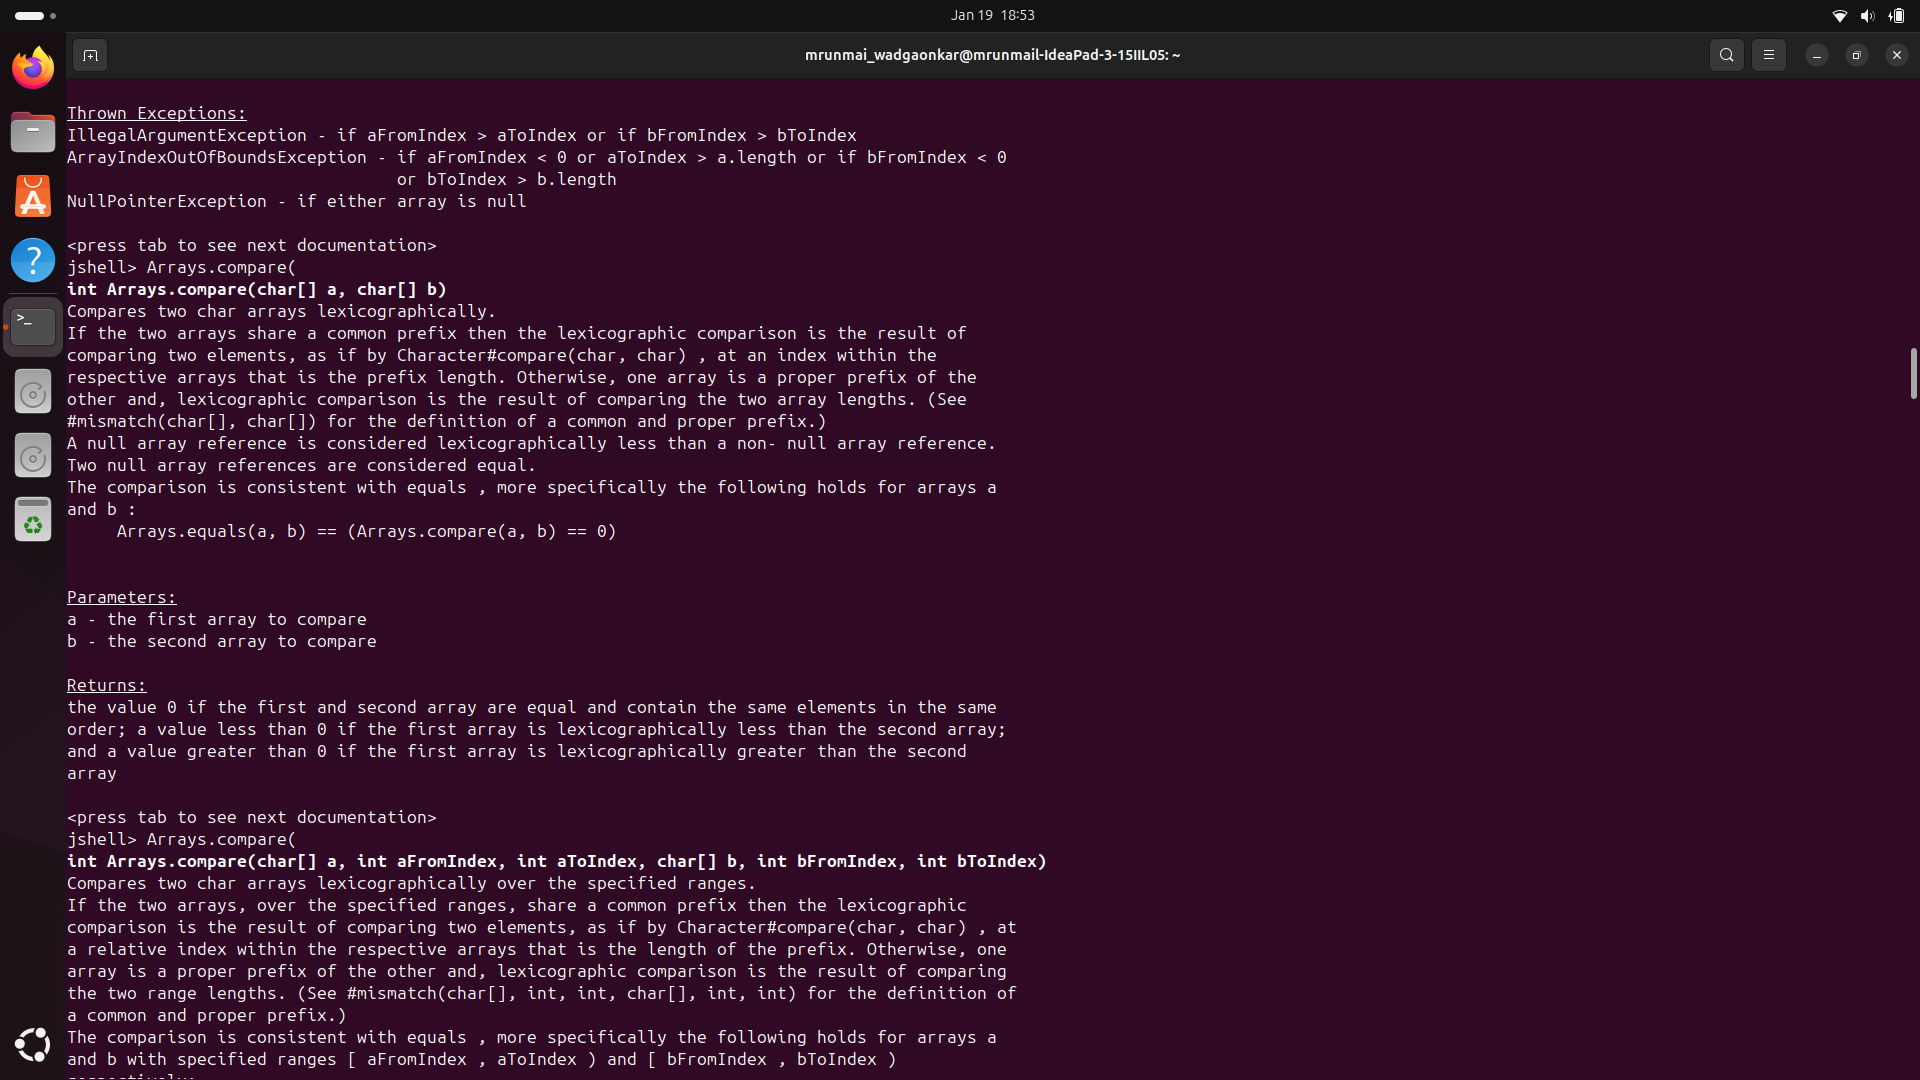 Jan 19 18:53
mrunmai_wadgaonkar@mrunmail-IdeaPad-3-15IIL05: ~
Thrown Exceptions:
IllegalArgumentException - if aFromIndex > aToIndex or if bFromIndex > bToIndex
ArrayIndexOutOfBoundsException - if aFromIndex < 0 or aToIndex > a.length or if bFromIndex < 0
or bToIndex > b.length
NullPointerException - if either array is null
<press tab to see next documentation>
jshell> Arrays.compare(
int Arrays.compare(char[] a, char[] b)
Compares two char arrays lexicographically.
If the two arrays share a common prefix then the lexicographic comparison is the result of
comparing two elements, as if by Character#compare(char, char) , at an index within the
respective arrays that is the prefix length. Otherwise, one array is a proper prefix of the
other and, lexicographic comparison is the result of comparing the two array lengths. (See
#mismatch(char[], char[]) for the definition of a common and proper prefix.)
A null array reference is considered lexicographically less than a non- null array reference.
Two null array references are considered equal.
The comparison is consistent with equals , more specifically the following holds for arrays a
and b :
Arrays.equals(a, b) == (Arrays.compare(a, b) == 0)
Parameters:
a - the first array to compare
b - the second array to compare
Returns:
the value 0 if the first and second array are equal and contain the same elements in the same
order; a value less than 0 if the first array is lexicographically less than the second array;
and a value greater than 0 if the first array is lexicographically greater than the second
array
<press tab to see next documentation>
jshell> Arrays.compare(
int Arrays.compare(char[] a, int aFromIndex, int aToIndex, char[] b, int bFromIndex, int bToIndex)
Compares two char arrays lexicographically over the specified ranges.
If the two arrays, over the specified ranges, share a common prefix then the lexicographic
comparison is the result of comparing two elements, as if by Character#compare(char, char) , at
a relative index within the respective arrays that is the length of the prefix. Otherwise, one
array is a proper prefix of the other and, lexicographic comparison is the result of comparing
the two range lengths. (See #mismatch(char[], int, int, char[], int, int) for the definition of
a common and proper prefix.)
The comparison is consistent with equals , more specifically the following holds for arrays a
and b with specified ranges [ aFromIndex , aToIndex ) and [ bFromIndex , bToIndex )